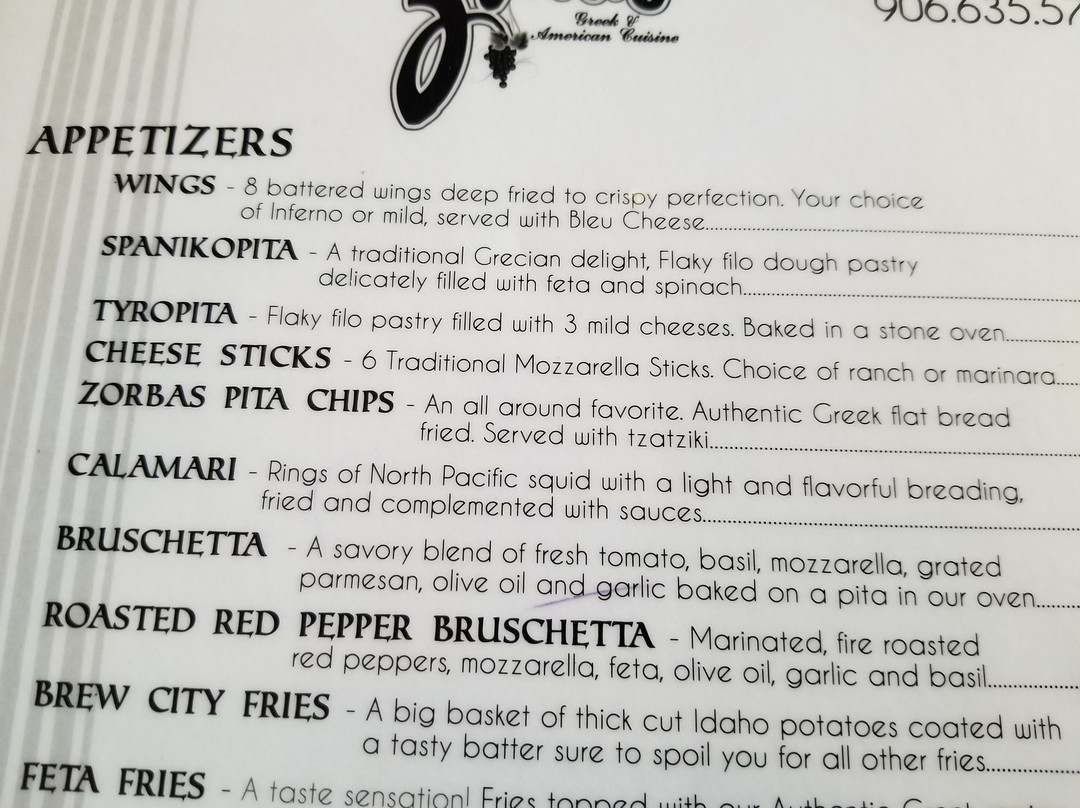 Greek &
American Cuisine
906.635.57
APPETIZERS
WINGS - 8 battered wings deep fried to crispy perfection. Your choice
of Inferno or mild, served with Bleu Cheese
SPANIKOPITA - A traditional Grecian delight, Flaky filo dough pastry
delicately filled with feta and spinach
TYROPITA - Flaky filo pastry filled with 3 mild cheeses. Baked in a stone oven
CHEESE STICKS - 6 Traditional Mozzarella Sticks. Choice of ranch or marinara
ZORBAS PITA CHIPS - An all around favorite. Authentic Greek flat bread
fried. Served with tzatziki
CALAMARI - Rings of North Pacific squid with a light and flavorful breading,
fried and complemented with sauces
BRUSCHETTA - A savory blend of fresh tomato, basil, mozzarella, grated
parmesan, olive oil and garlic baked on a pita in our oven
ROASTED RED PEPPER BRUSCHETTA - Marinated, fire roasted
red peppers, mozzarella, feta, olive oil, garlic and basil
BREW CITY FRIES - A big basket of thick cut Idaho potatoes coated with
a tasty batter sure to spoil you for all other fries
FETA FRIES - A taste sensation! Fries topped with our Authentic